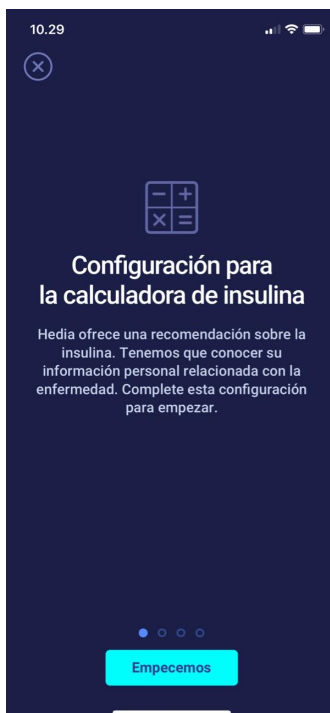 10.29
Configuración para
la calculadora de insulina
Hedia ofrece una recomendación sobre la
insulina. Tenemos que conocer su
información personal relacionada con la
enfermedad. Complete esta configuración
para empezar.
Empecemos